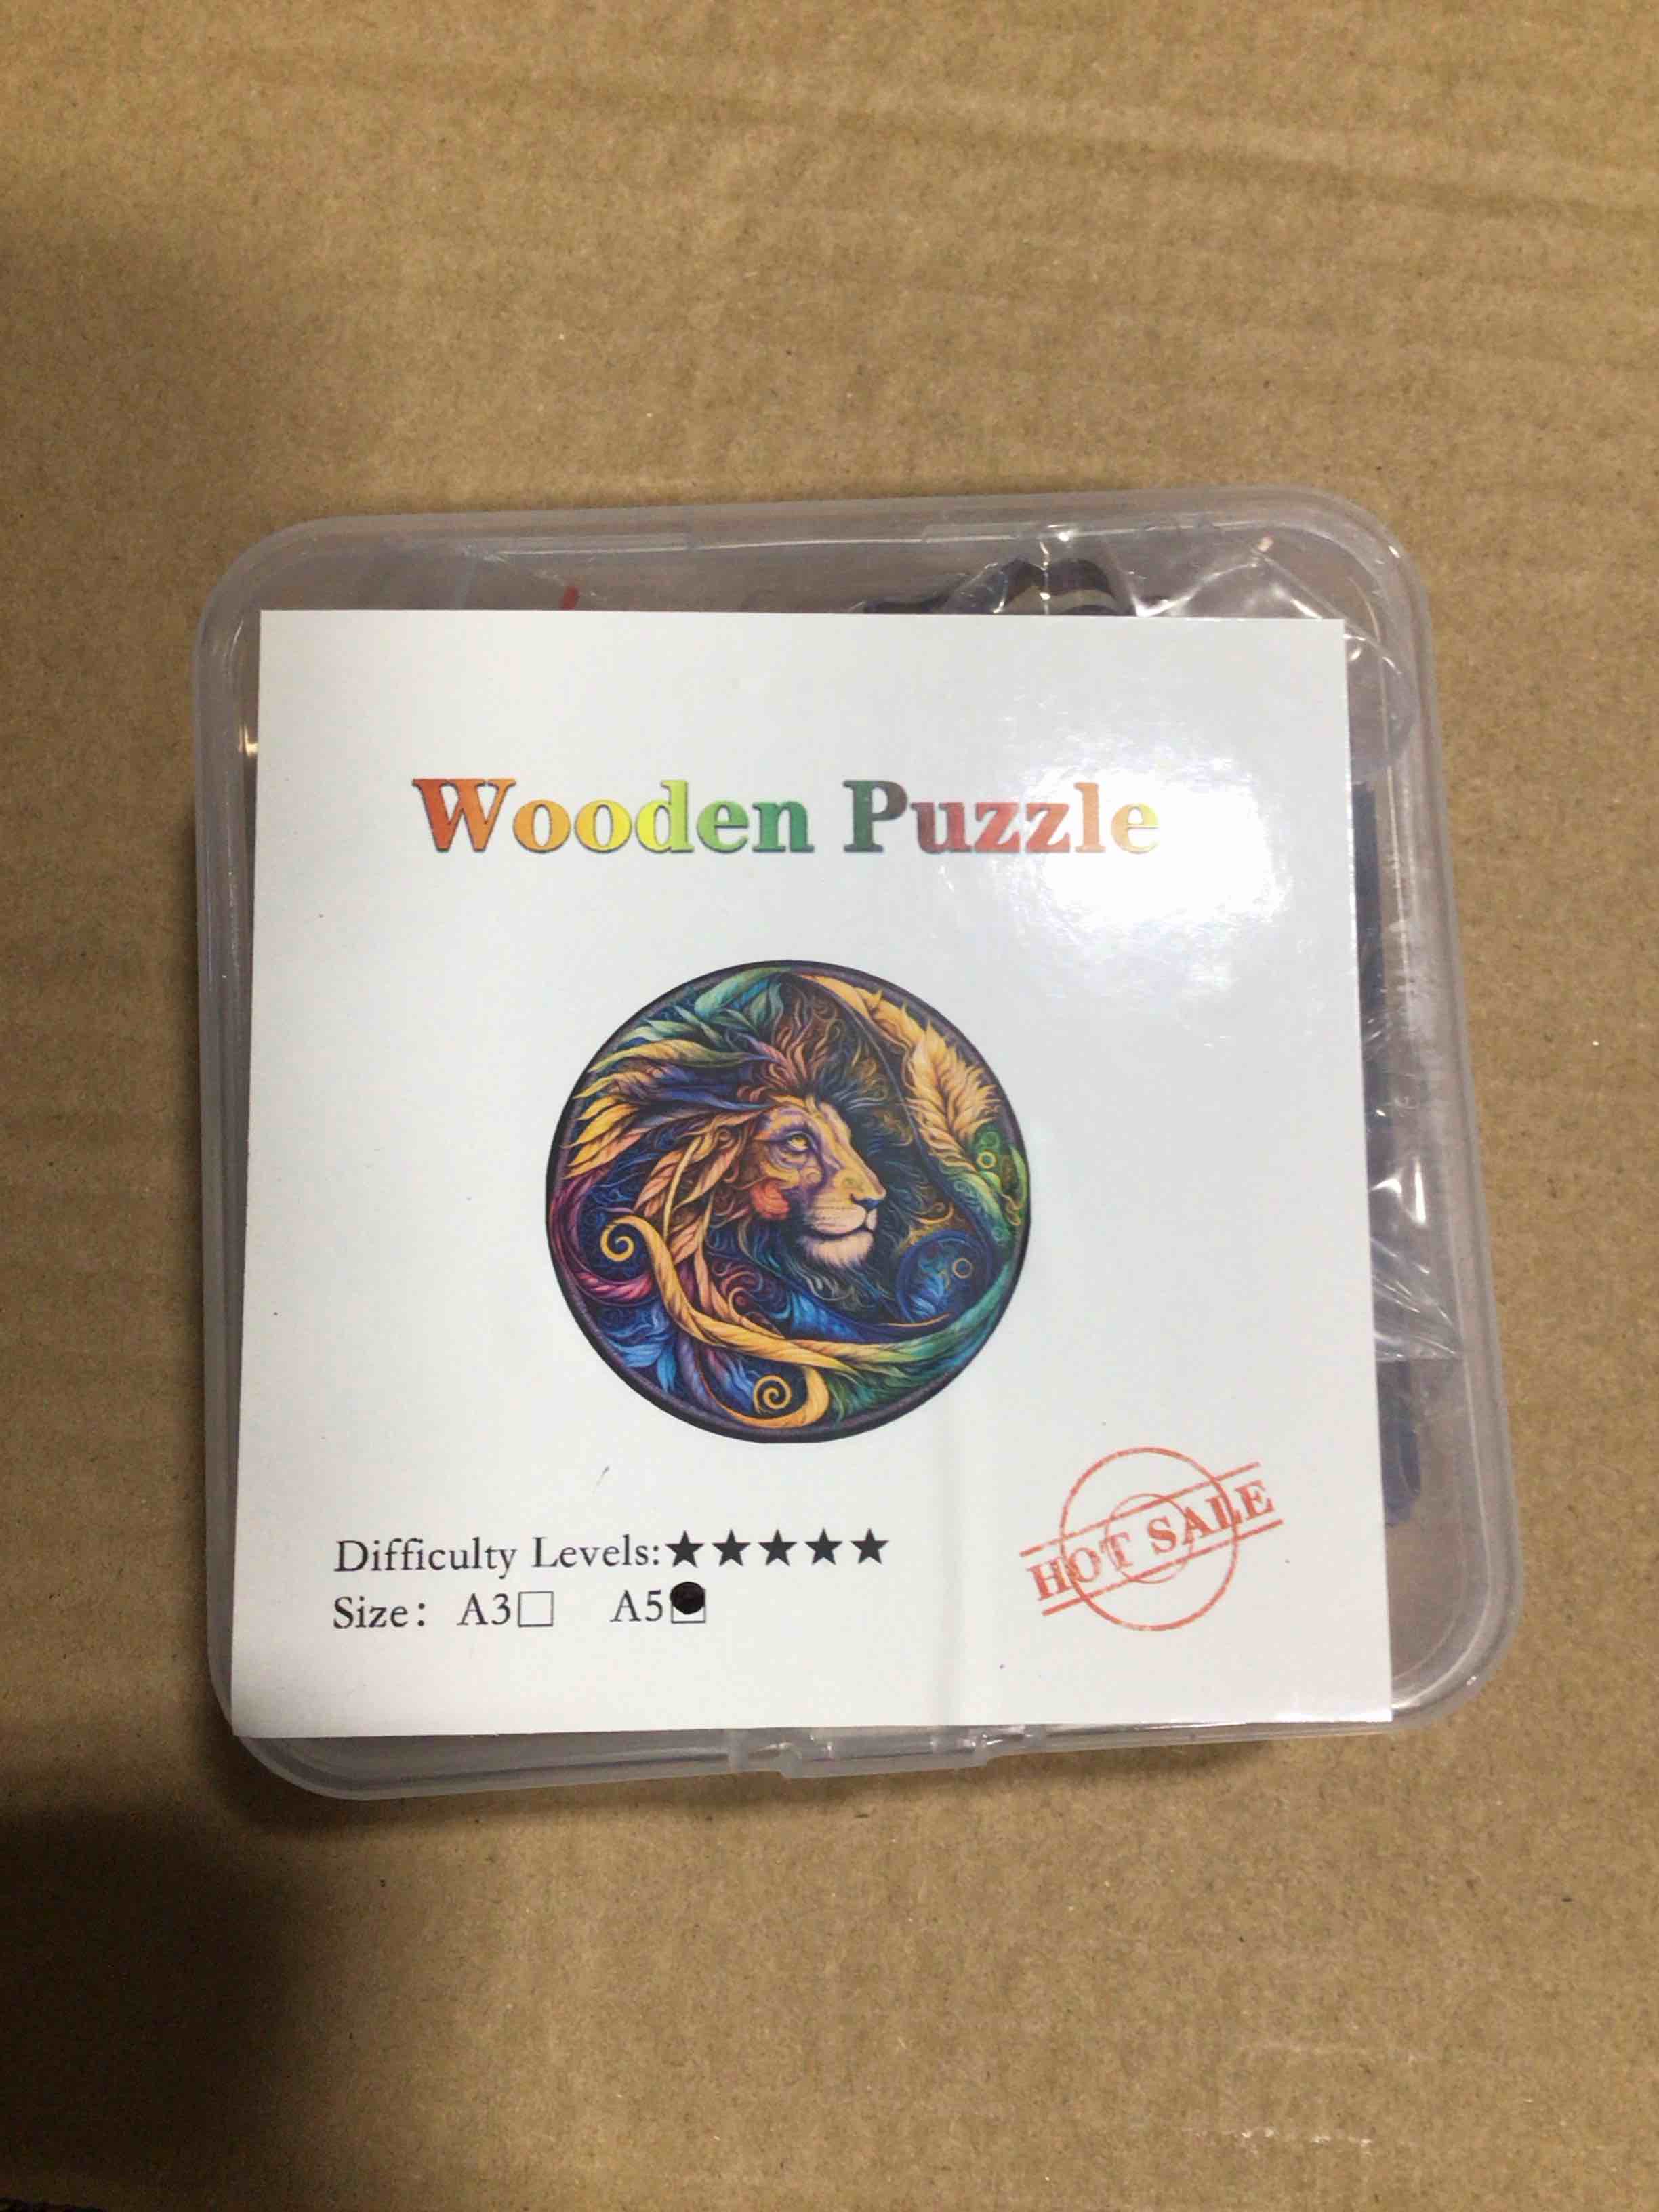 Wooden Puzzle
Difficulty Levels:★★★★★
Size: A3□ A5□
HOT SALE